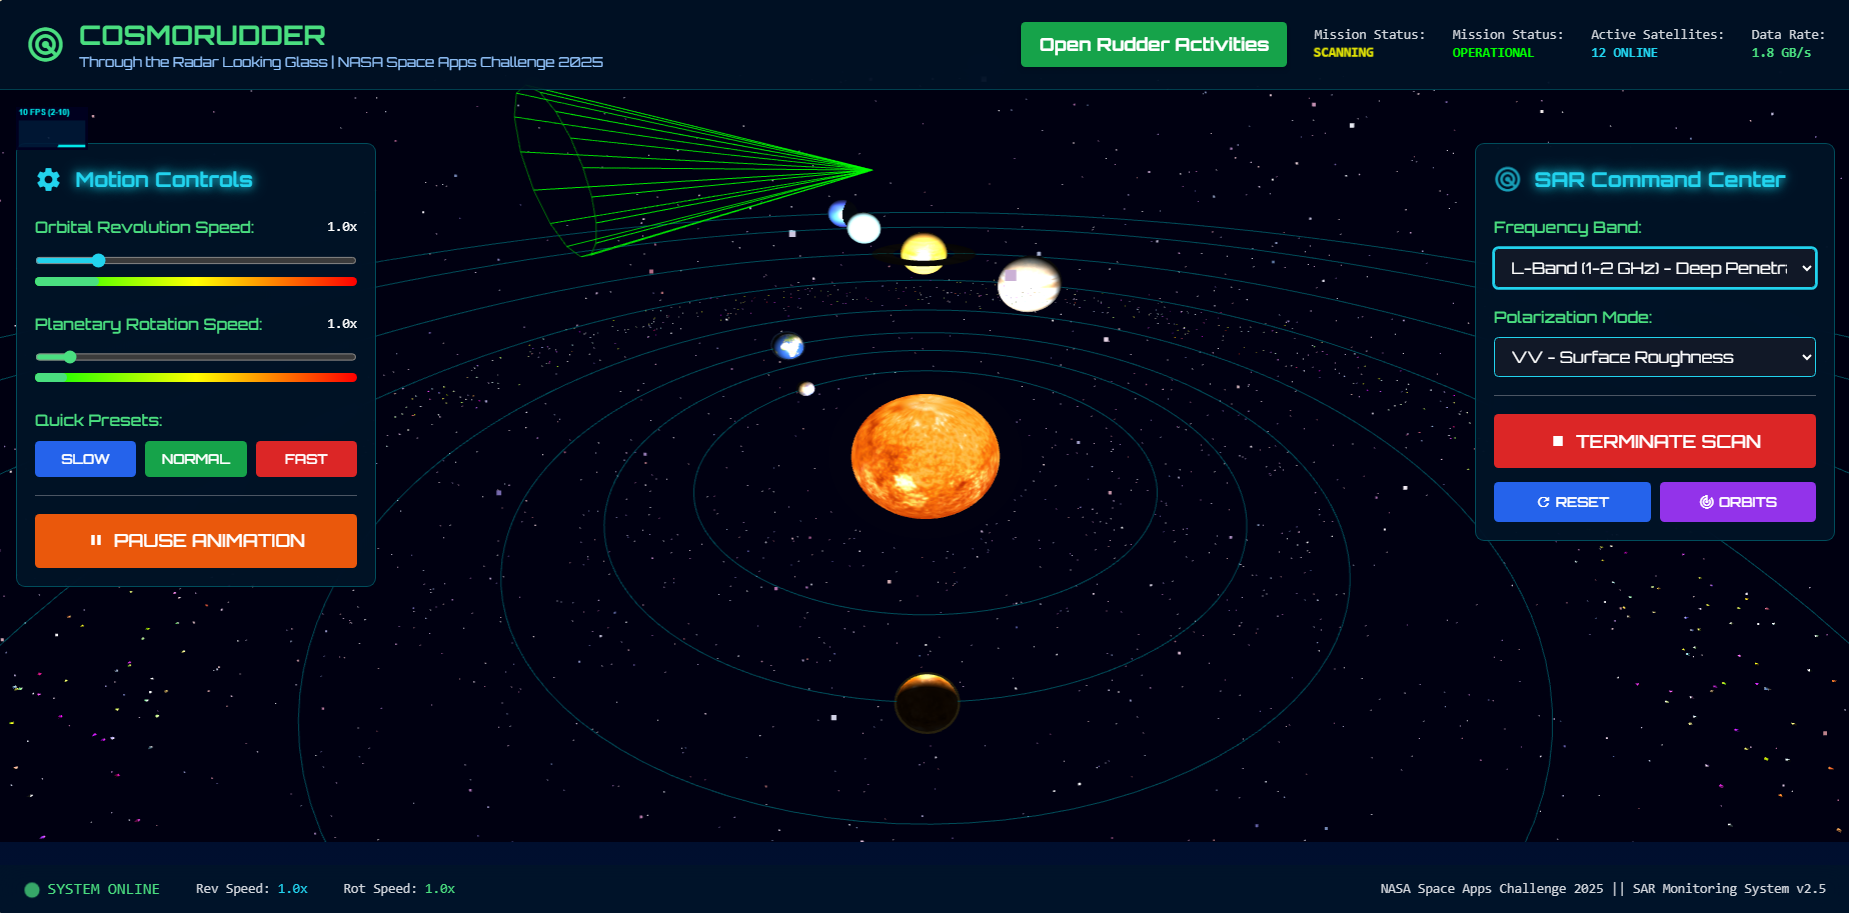 COSMORUDDER
Through the Radar Looking Glass | NASA Space Apps Challenge 2025
Open Rudder Activities
Mission Status:
SCANNING
Mission Status:
OPERATIONAL
Active Satellites:
12 ONLINE
Data Rate:
1.8 GB/s
10 FPS (2-10)
Motion Controls
Orbital Revolution Speed: 1.0x
Planetary Rotation Speed: 1.0x
Quick Presets:
SLOW NORMAL FAST
PAUSE ANIMATION
SAR Command Center
Frequency Band:
L-Band (1-2 GHz) - Deep Penetra
Polarization Mode:
VV - Surface Roughness
TERMINATE SCAN
RESET ORBITS
SYSTEM ONLINE Rev Speed: 1.0x Rot Speed: 1.0x
NASA Space Apps Challenge 2025 || SAR Monitoring System v2.5